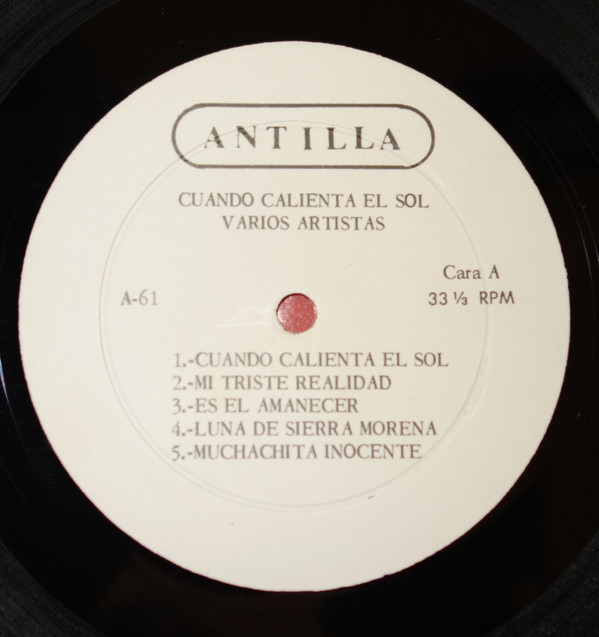 ANTILLA
CUANDO CALIENTA EL SOL
VARIOS ARTISTAS
Cara A
A-61
33 ⅓ RPM
1.-CUANDO CALIENTA EL SOL
2.-MI TRISTE REALIDAD
3.-ES EL AMANECER
4.-LUNA DE SIERRA MORENA
5.-MUCHACHITA INOCENTE